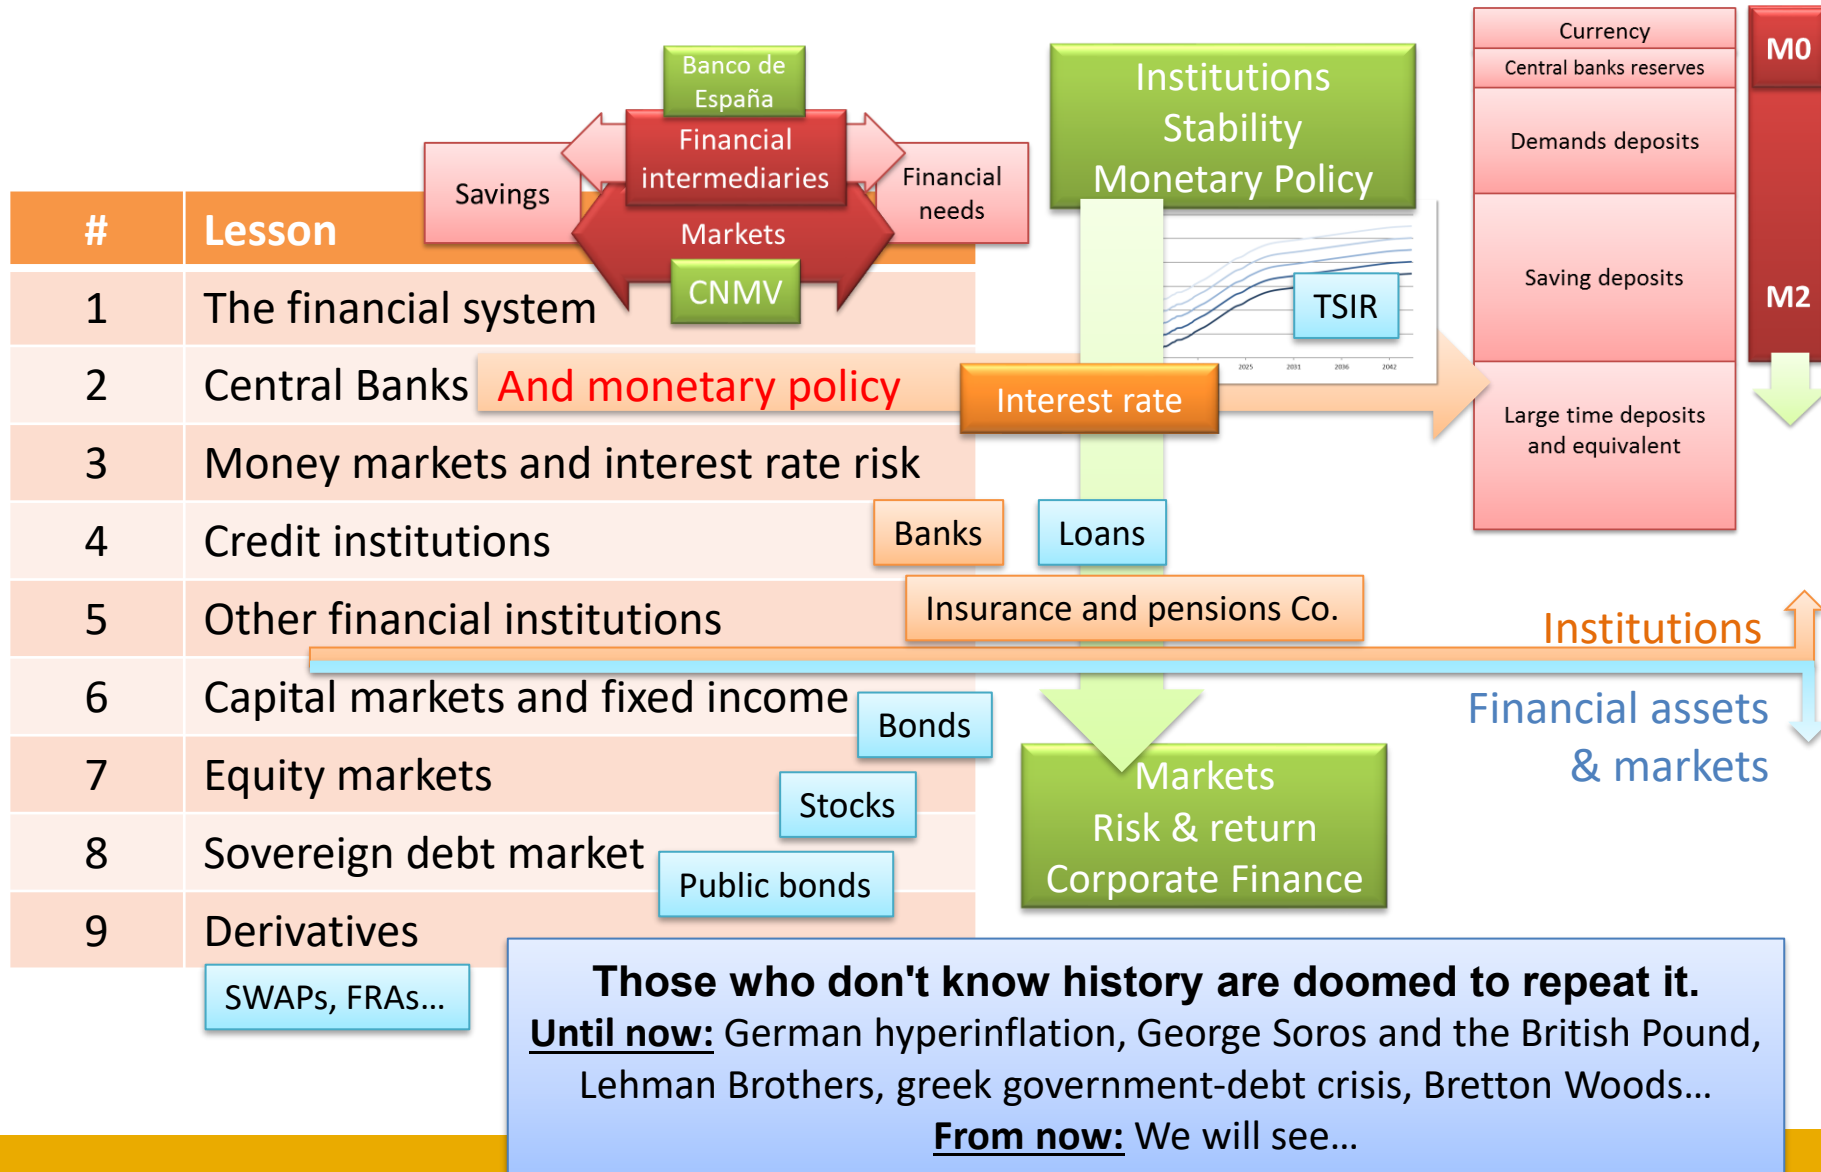 Banco de
España
Financial
intermediaries
Savings
Financial
needs
Markets
CNMV
Institutions
Stability
Monetary Policy
Currency
Central banks reserves
Demands deposits
Saving deposits
Large time deposits
and equivalent
M0
M2
TSIR
2025 2031 2036 2042
Interest rate
# Lesson
1 The financial system
2 Central Banks And monetary policy
3 Money markets and interest rate risk
4 Credit institutions
Banks
Loans
5 Other financial institutions
Insurance and pensions Co.
Institutions
6 Capital markets and fixed income
Bonds
Financial assets
& markets
7 Equity markets
Stocks
Markets
Risk & return
Corporate Finance
8 Sovereign debt market
Public bonds
9 Derivatives
SWAPs, FRAs...
Those who don't know history are doomed to repeat it.
Until now: German hyperinflation, George Soros and the British Pound,
Lehman Brothers, greek government-debt crisis, Bretton Woods...
From now: We will see...